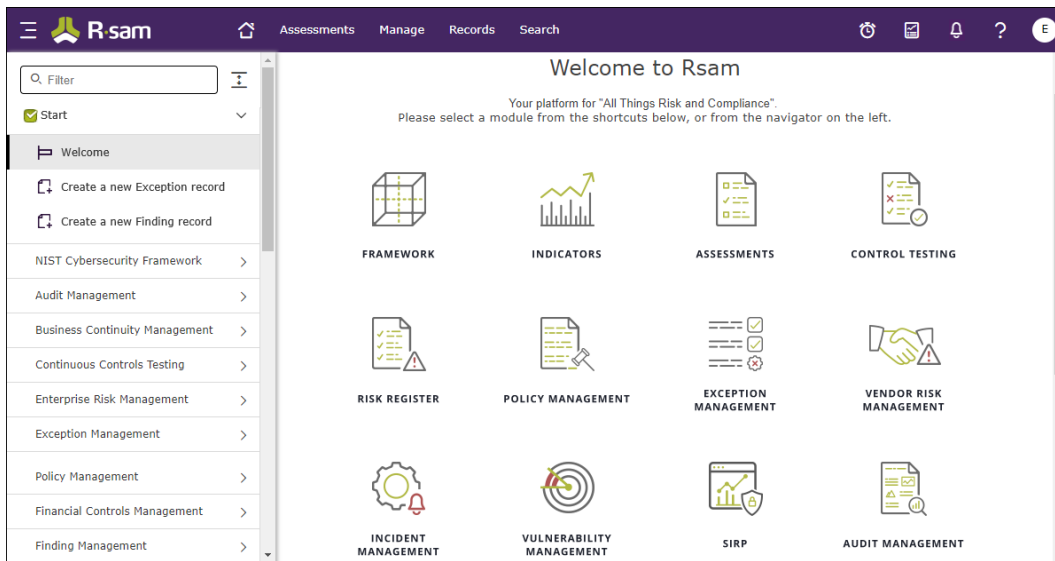 R·sam
Assessments Manage Records Search
E
Filter
Start
Welcome
Create a new Exception record
Create a new Finding record
NIST Cybersecurity Framework
Audit Management
Business Continuity Management
Continuous Controls Testing
Enterprise Risk Management
Exception Management
Policy Management
Financial Controls Management
Finding Management
Welcome to Rsam
Your platform for "All Things Risk and Compliance".
Please select a module from the shortcuts below, or from the navigator on the left.
FRAMEWORK
INDICATORS
ASSESSMENTS
CONTROL TESTING
RISK REGISTER
POLICY MANAGEMENT
EXCEPTION
MANAGEMENT
VENDOR RISK
MANAGEMENT
INCIDENT
MANAGEMENT
VULNERABILITY
MANAGEMENT
SIRP
AUDIT MANAGEMENT